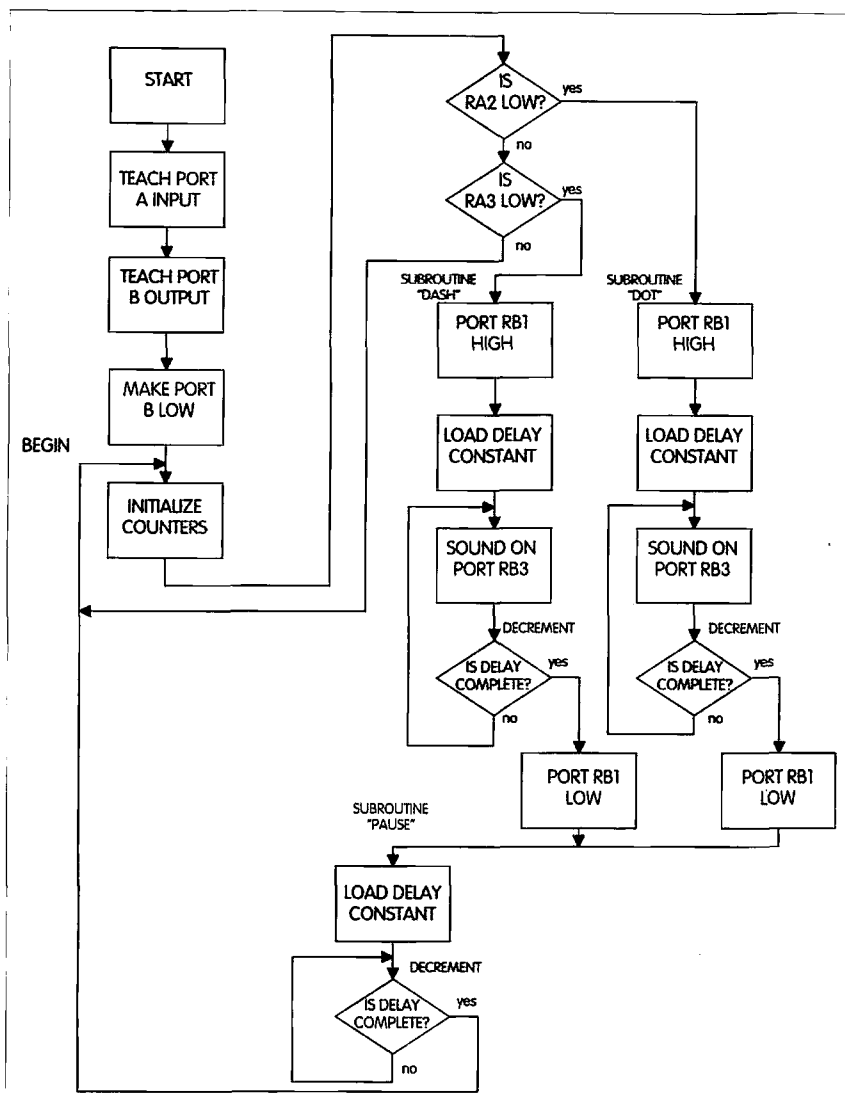 START
TEACH PORT
A INPUT
TEACH PORT
B OUTPUT
MAKE PORT
B LOW
BEGIN
INITIALIZE
COUNTERS
IS
RA2 LOW?
yes
no
IS
RA3 LOW?
yes
no
SUBROUTINE
"DASH"
PORT RB1
HIGH
LOAD DELAY
CONSTANT
SOUND ON
PORT RB3
DECREMENT
IS DELAY
COMPLETE?
yes
no
PORT RB1
LOW
SUBROUTINE
"DOT"
PORT RB1
HIGH
LOAD DELAY
CONSTANT
SOUND ON
PORT RB3
DECREMENT
IS DELAY
COMPLETE?
yes
no
PORT RB1
LOW
SUBROUTINE
"PAUSE"
LOAD DELAY
CONSTANT
DECREMENT
IS DELAY
COMPLETE?
yes
no